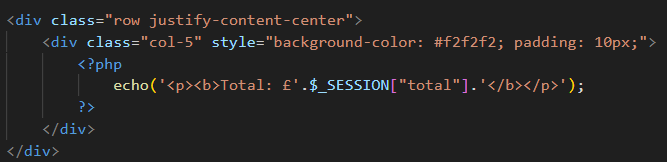 <div class="row justify-content-center">
    <div class="col-5" style="background-color: #f2f2f2; padding: 10px;">
        <?php
            echo('<p><b>Total: £'.$_SESSION["total"].'</b></p>');
        ?>
    </div>
</div>